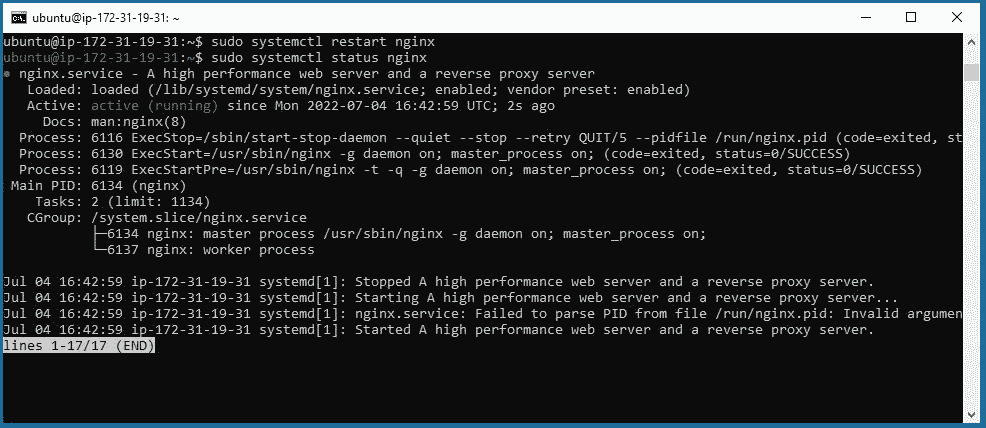 ubuntu@ip-172-31-19-31: ~
ubuntu@ip-172-31-19-31:~$ sudo systemctl restart nginx
ubuntu@ip-172-31-19-31:~$ sudo systemctl status nginx
● nginx.service - A high performance web server and a reverse proxy server
   Loaded: loaded (/lib/systemd/system/nginx.service; enabled; vendor preset: enabled)
   Active: active (running) since Mon 2022-07-04 16:42:59 UTC; 2s ago
     Docs: man:nginx(8)
  Process: 6116 ExecStop=/sbin/start-stop-daemon --quiet --stop --retry QUIT/5 --pidfile /run/nginx.pid (code=exited, st
  Process: 6130 ExecStart=/usr/sbin/nginx -g daemon on; master_process on; (code=exited, status=0/SUCCESS)
  Process: 6119 ExecStartPre=/usr/sbin/nginx -t -q -g daemon on; master_process on; (code=exited, status=0/SUCCESS)
 Main PID: 6134 (nginx)
    Tasks: 2 (limit: 1134)
   CGroup: /system.slice/nginx.service
           ├─6134 nginx: master process /usr/sbin/nginx -g daemon on; master_process on;
           └─6137 nginx: worker process
Jul 04 16:42:59 ip-172-31-19-31 systemd[1]: Stopped A high performance web server and a reverse proxy server.
Jul 04 16:42:59 ip-172-31-19-31 systemd[1]: Starting A high performance web server and a reverse proxy server...
Jul 04 16:42:59 ip-172-31-19-31 systemd[1]: nginx.service: Failed to parse PID from file /run/nginx.pid: Invalid argumen
Jul 04 16:42:59 ip-172-31-19-31 systemd[1]: Started A high performance web server and a reverse proxy server.
lines 1-17/17 (END)